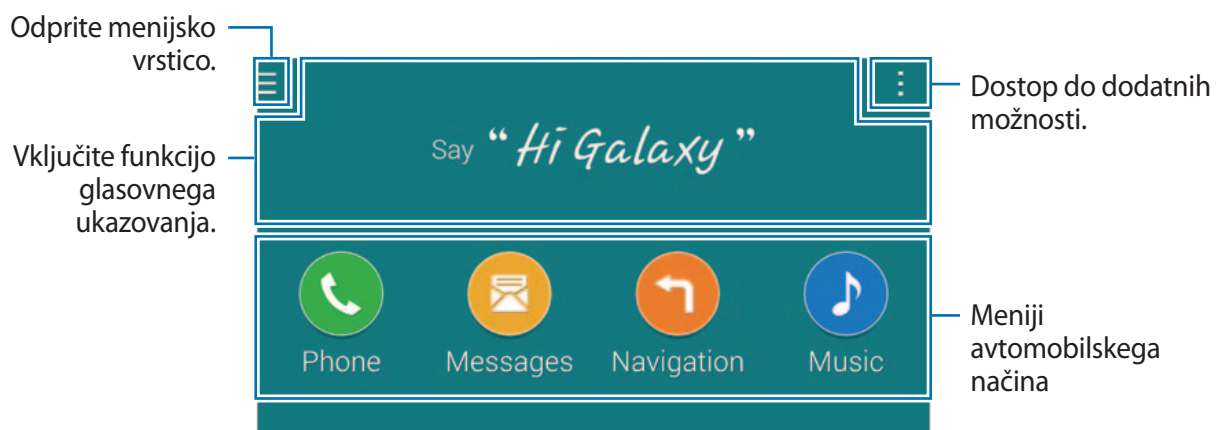 Odprite menijsko
vrstico.
Dostop do dodatnih
možnosti.
Say “Hi Galaxy”
Vključite funkcijo
glasovnega
ukazovanja.
Phone
Messages
Navigation
Music
Meniji
avtomobilskega
načina